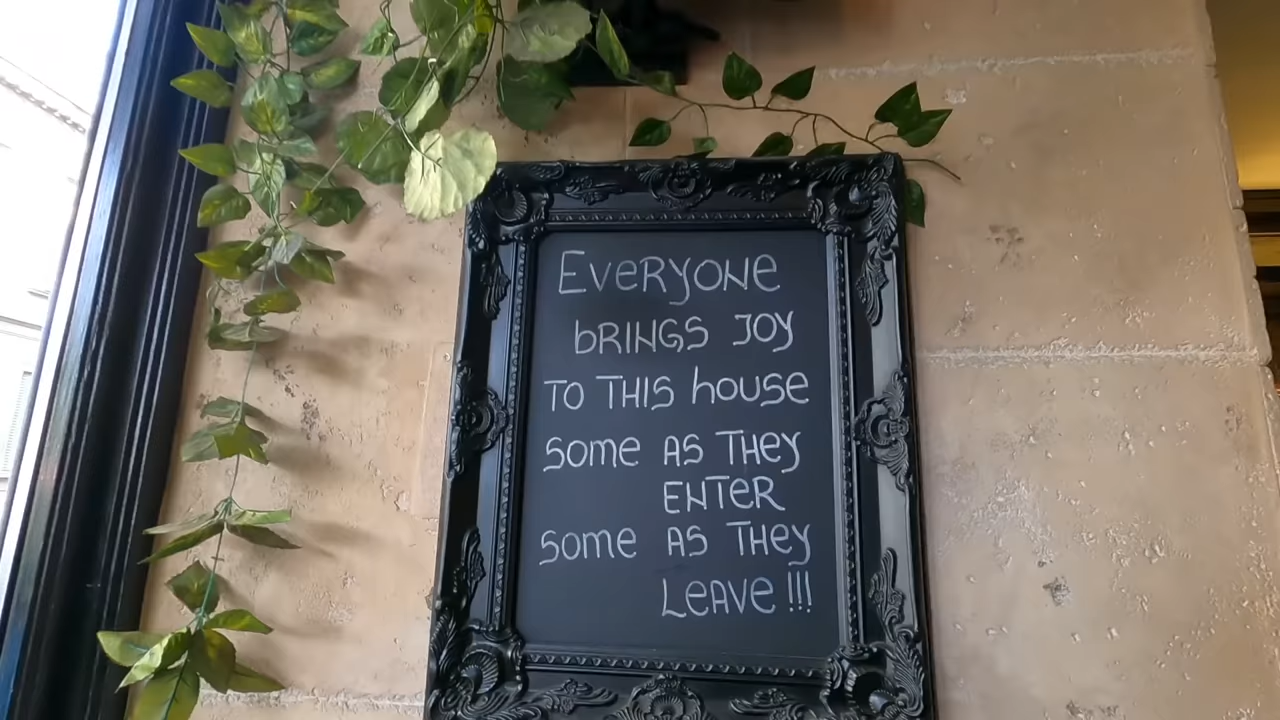 EVeRYONE
bRINGS JOY
TO THIS house
some AS THey
ENTER
some AS THey
LeAVe !!!